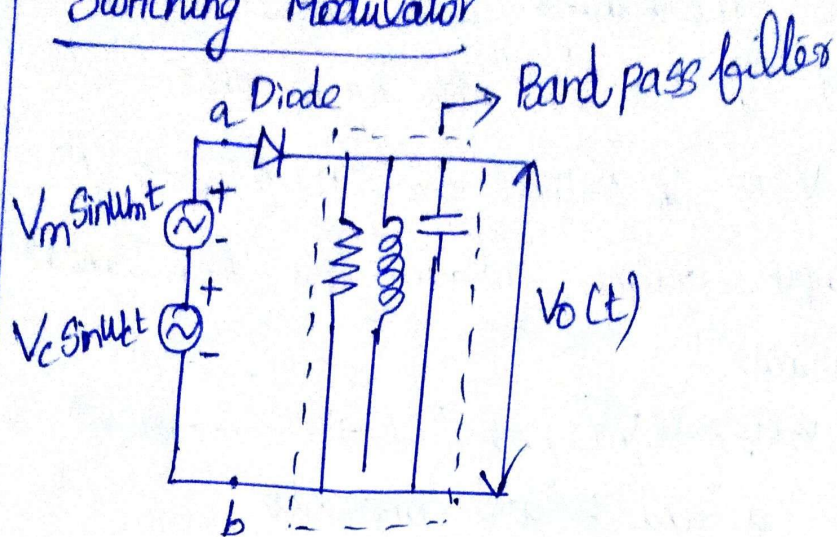 Switching Modulator
a Diode
Band pass filter
+
Vm Sinωmt
-
+
Vc Sinωct
-
Vo(t)
b